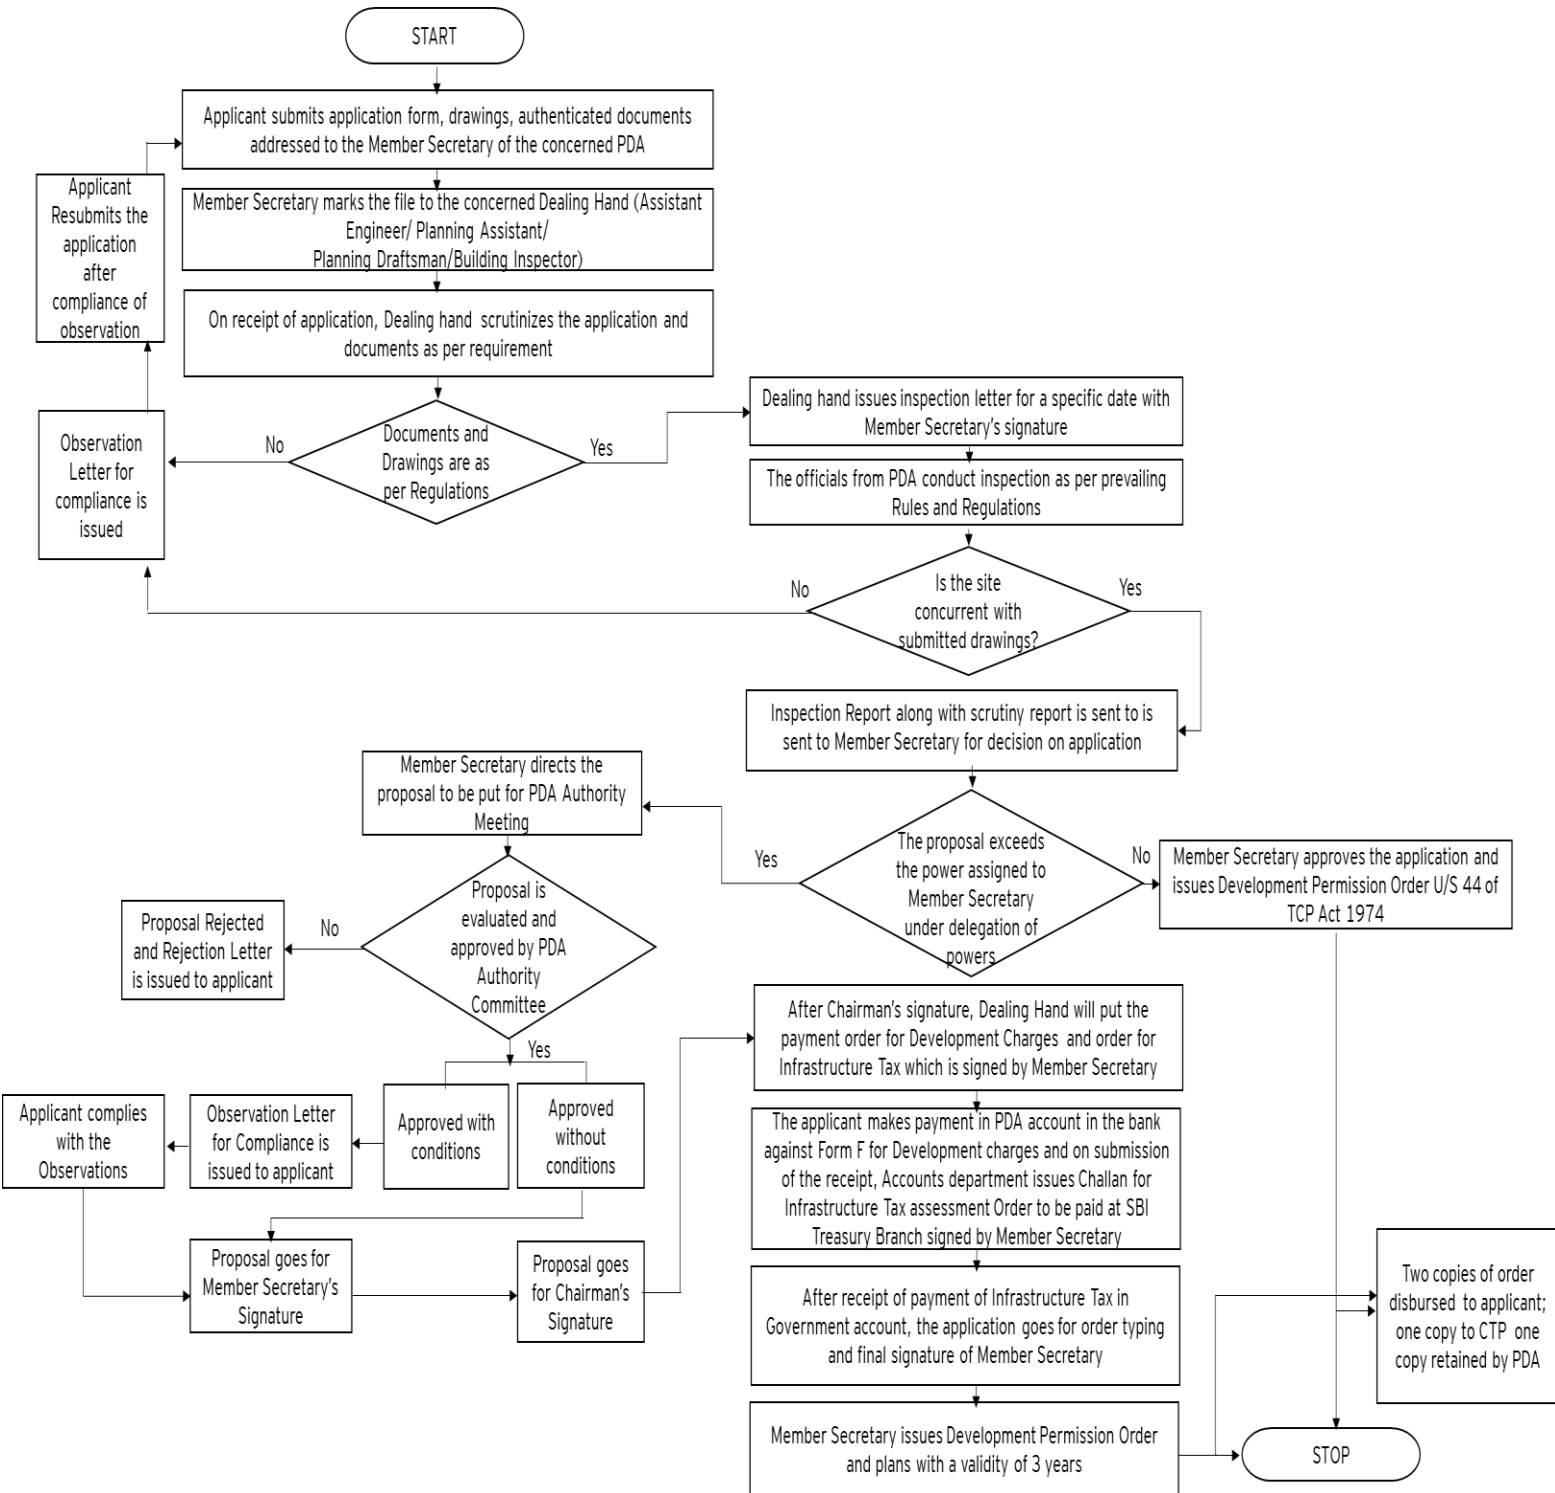 START
Applicant submits application form, drawings, authenticated documents
addressed to the Member Secretary of the concerned PDA
Applicant
Resubmits the
application
after
compliance of
observation
Member Secretary marks the file to the concerned Dealing Hand (Assistant
Engineer/ Planning Assistant/
Planning Draftsman/Building Inspector)
On receipt of application, Dealing hand scrutinizes the application and
documents as per requirement
Documents and
Drawings are as
per Regulations
No
Yes
Observation
Letter for
compliance is
issued
Dealing hand issues inspection letter for a specific date with
Member Secretary's signature
The officials from PDA conduct inspection as per prevailing
Rules and Regulations
Is the site
concurrent with
submitted drawings?
No
Yes
Inspection Report along with scrutiny report is sent to is
sent to Member Secretary for decision on application
The proposal exceeds
the power assigned to
Member Secretary
under delegation of
powers
Yes
No
Member Secretary approves the application and
issues Development Permission Order U/S 44 of
TCP Act 1974
Member Secretary directs the
proposal to be put for PDA Authority
Meeting
Proposal is
evaluated and
approved by PDA
Authority
Committee
No
Yes
Proposal Rejected
and Rejection Letter
is issued to applicant
Approved with
conditions
Approved
without
conditions
Observation Letter
for Compliance is
issued to applicant
Applicant complies
with the
Observations
Proposal goes for
Member Secretary's
Signature
Proposal goes
for Chairman's
Signature
After Chairman's signature, Dealing Hand will put the
payment order for Development Charges and order for
Infrastructure Tax which is signed by Member Secretary
The applicant makes payment in PDA account in the bank
against Form F for Development charges and on submission
of the receipt, Accounts department issues Challan for
Infrastructure Tax assessment Order to be paid at SBI
Treasury Branch signed by Member Secretary
After receipt of payment of Infrastructure Tax in
Government account, the application goes for order typing
and final signature of Member Secretary
Member Secretary issues Development Permission Order
and plans with a validity of 3 years
Two copies of order
disbursed to applicant;
one copy to CTP one
copy retained by PDA
STOP